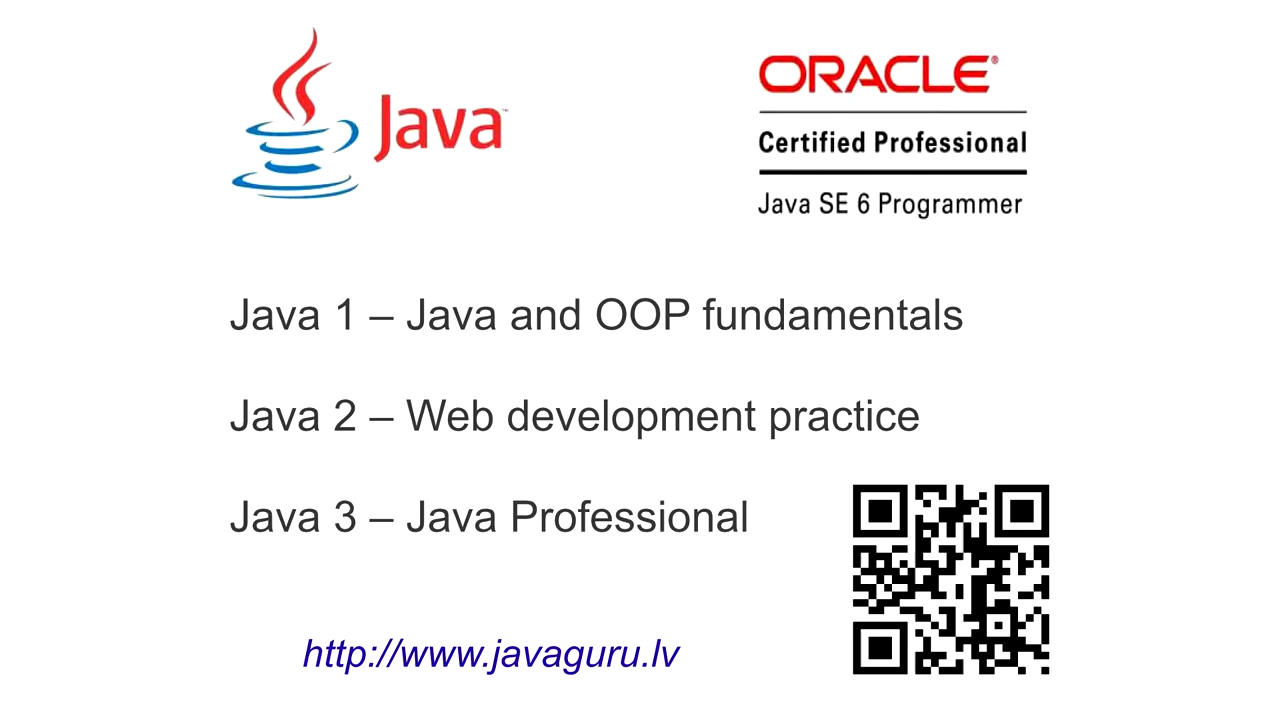 Java™
ORACLE®
Certified Professional
Java SE 6 Programmer
Java 1 – Java and OOP fundamentals
Java 2 – Web development practice
Java 3 – Java Professional
http://www.javaguru.lv